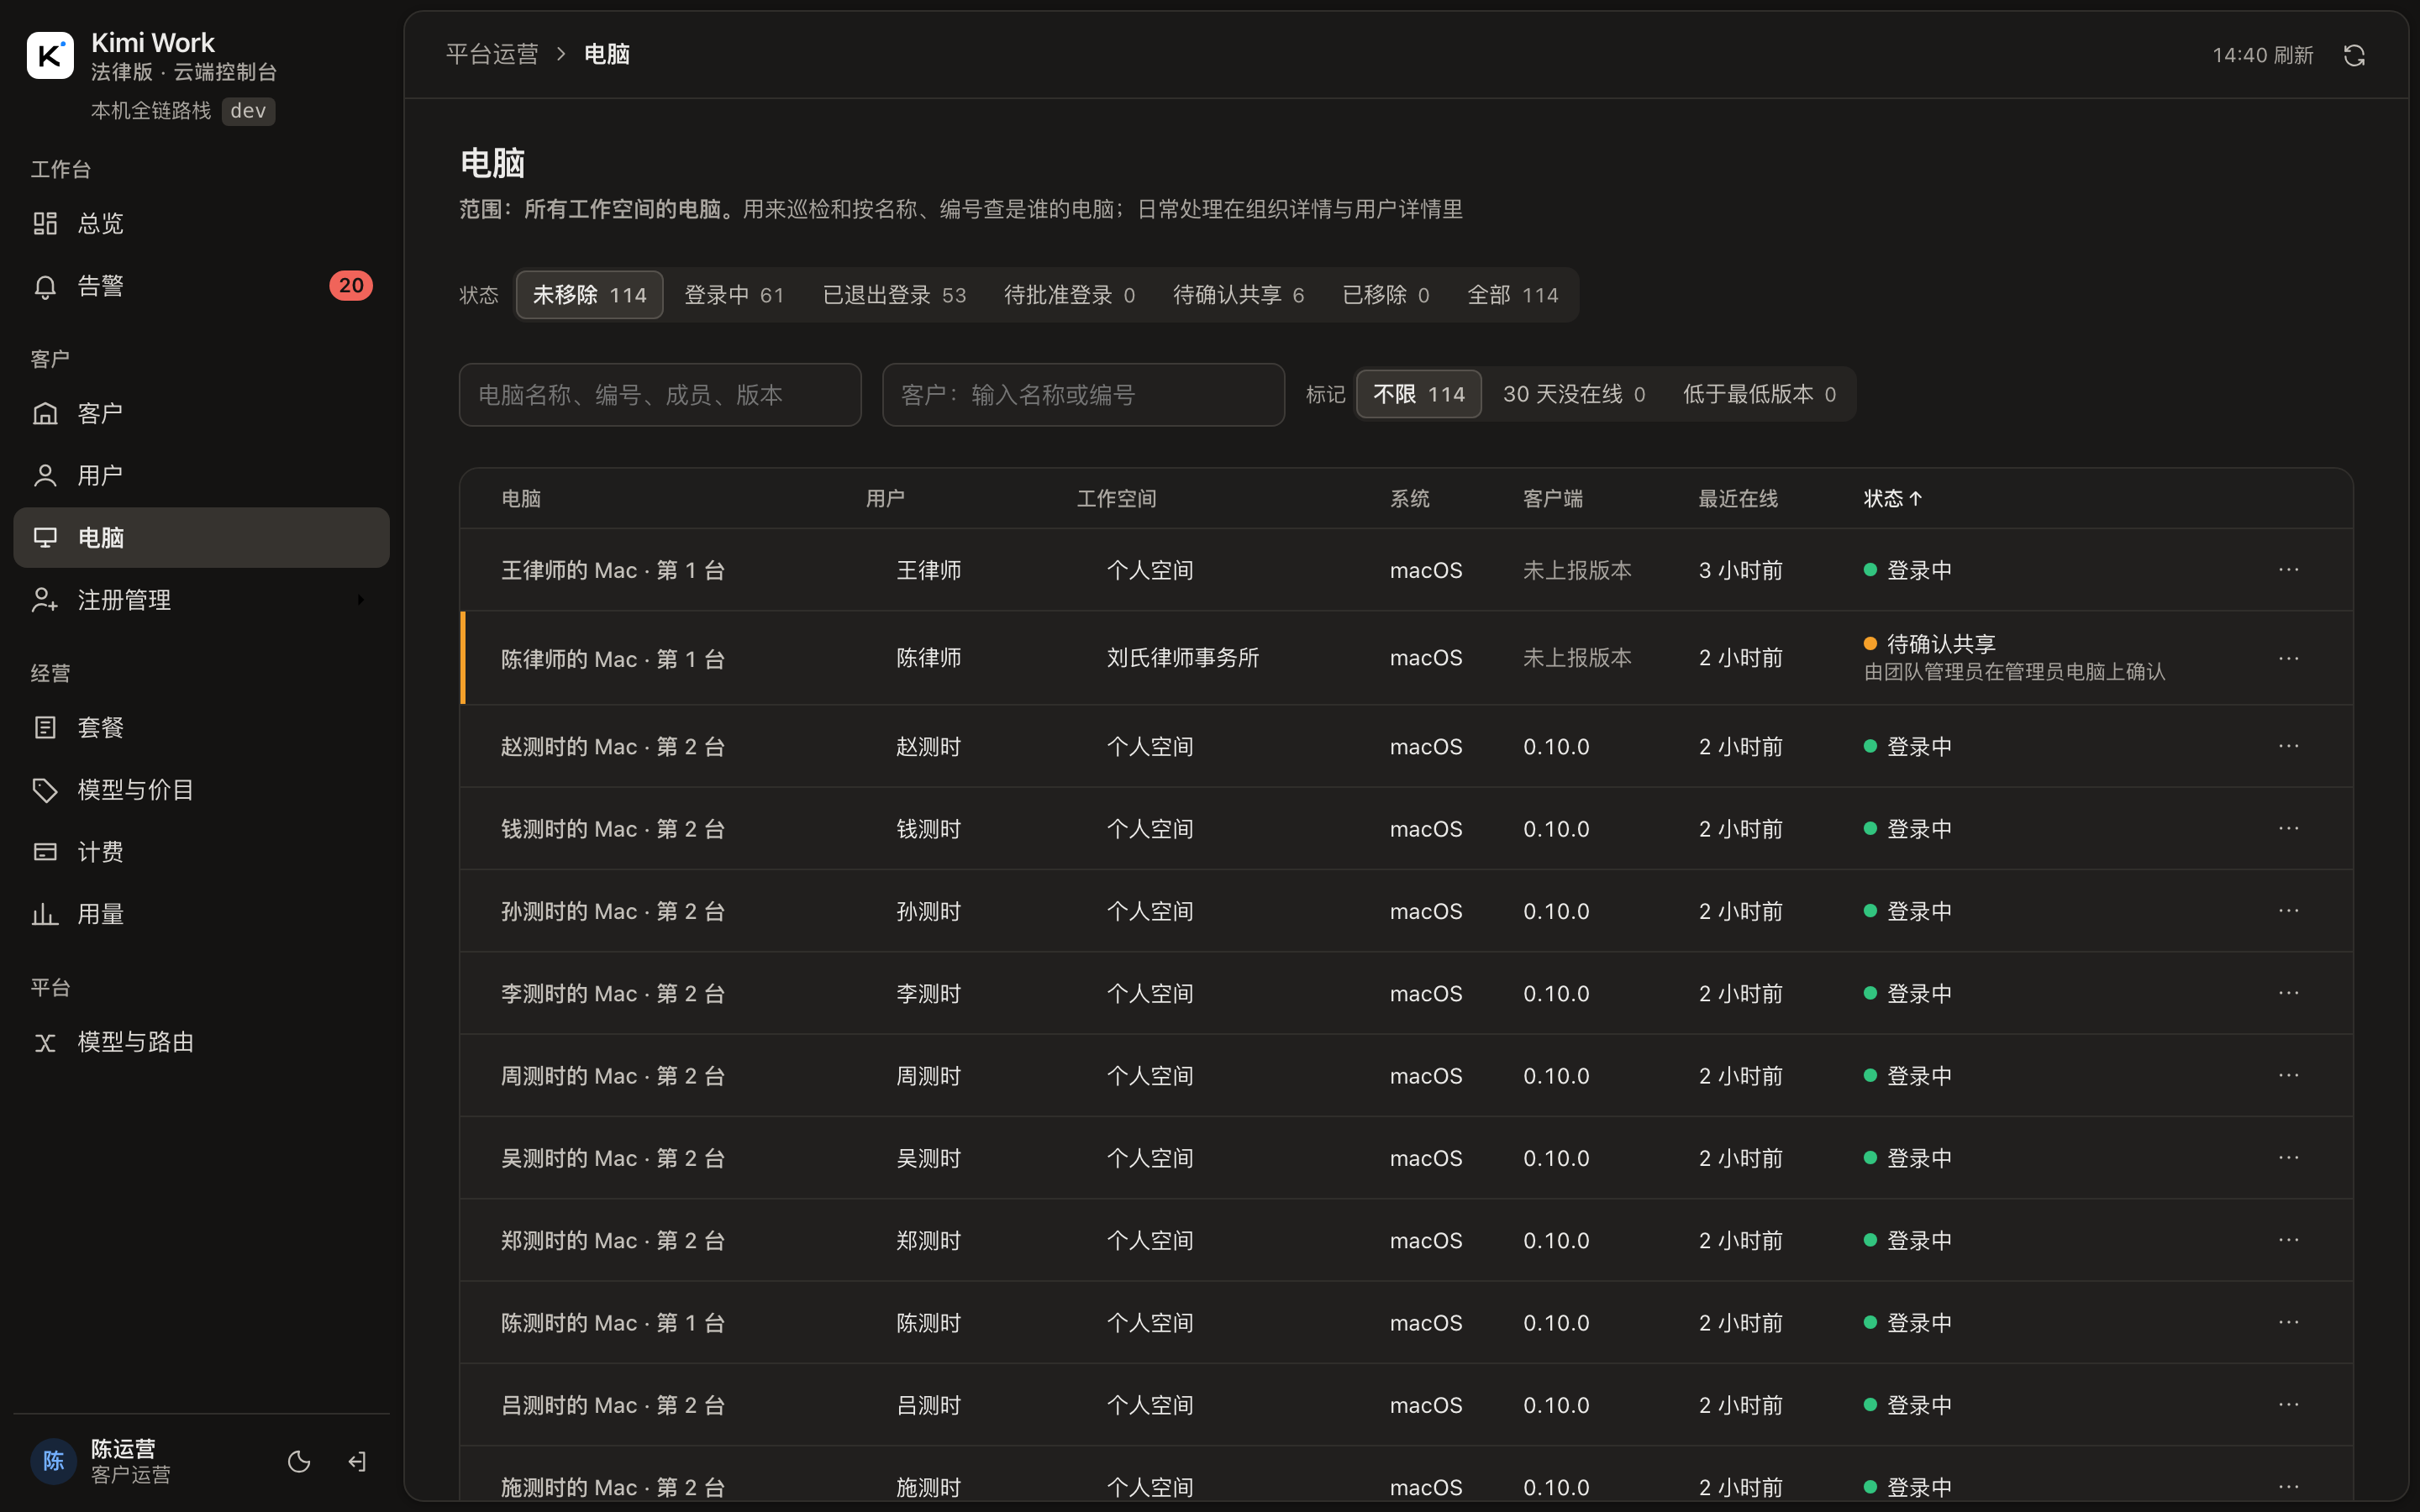 Kimi Work
法律版 · 云端控制台
本机全链路栈 dev
工作台
总览
告警 20
客户
客户
用户
电脑
注册管理
经营
套餐
模型与价目
计费
用量
平台
模型与路由
陈
陈运营
客户运营
平台运营 > 电脑
14:40 刷新
电脑
范围：所有工作空间的电脑。用来巡检和按名称、编号查是谁的电脑；日常处理在组织详情与用户详情里
状态 未移除 114 登录中 61 已退出登录 53 待批准登录 0 待确认共享 6 已移除 0 全部 114
电脑名称、编号、成员、版本 客户：输入名称或编号 标记 不限 114 30 天没在线 0 低于最低版本 0
电脑 用户 工作空间 系统 客户端 最近在线 状态↑
王律师的 Mac · 第 1 台 王律师 个人空间 macOS 未上报版本 3 小时前 登录中 ···
陈律师的 Mac · 第 1 台 陈律师 刘氏律师事务所 macOS 未上报版本 2 小时前 待确认共享 ···
由团队管理员在管理员电脑上确认
赵测时的 Mac · 第 2 台 赵测时 个人空间 macOS 0.10.0 2 小时前 登录中 ···
钱测时的 Mac · 第 2 台 钱测时 个人空间 macOS 0.10.0 2 小时前 登录中 ···
孙测时的 Mac · 第 2 台 孙测时 个人空间 macOS 0.10.0 2 小时前 登录中 ···
李测时的 Mac · 第 2 台 李测时 个人空间 macOS 0.10.0 2 小时前 登录中 ···
周测时的 Mac · 第 2 台 周测时 个人空间 macOS 0.10.0 2 小时前 登录中 ···
吴测时的 Mac · 第 2 台 吴测时 个人空间 macOS 0.10.0 2 小时前 登录中 ···
郑测时的 Mac · 第 2 台 郑测时 个人空间 macOS 0.10.0 2 小时前 登录中 ···
陈测时的 Mac · 第 1 台 陈测时 个人空间 macOS 0.10.0 2 小时前 登录中 ···
吕测时的 Mac · 第 2 台 吕测时 个人空间 macOS 0.10.0 2 小时前 登录中 ···
施测时的 Mac · 第 2 台 施测时 个人空间 macOS 0.10.0 2 小时前 登录中 ···